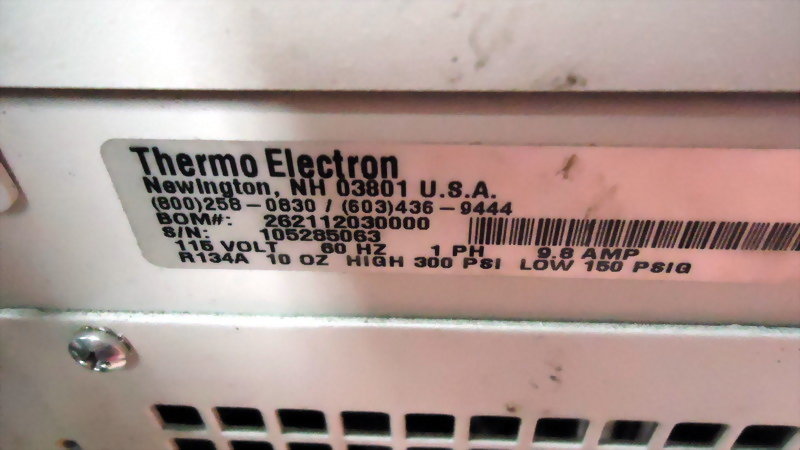 Thermo Electron
Newington, NH 03801 U.S.A.
(800)258-0830 / (603)436-9444
BOM#: 262112030000
S/N: 105285063
115 VOLT 60 HZ 1 PH 9.8 AMP
R134A 10 OZ HIGH 300 PSI LOW 150 PSIG